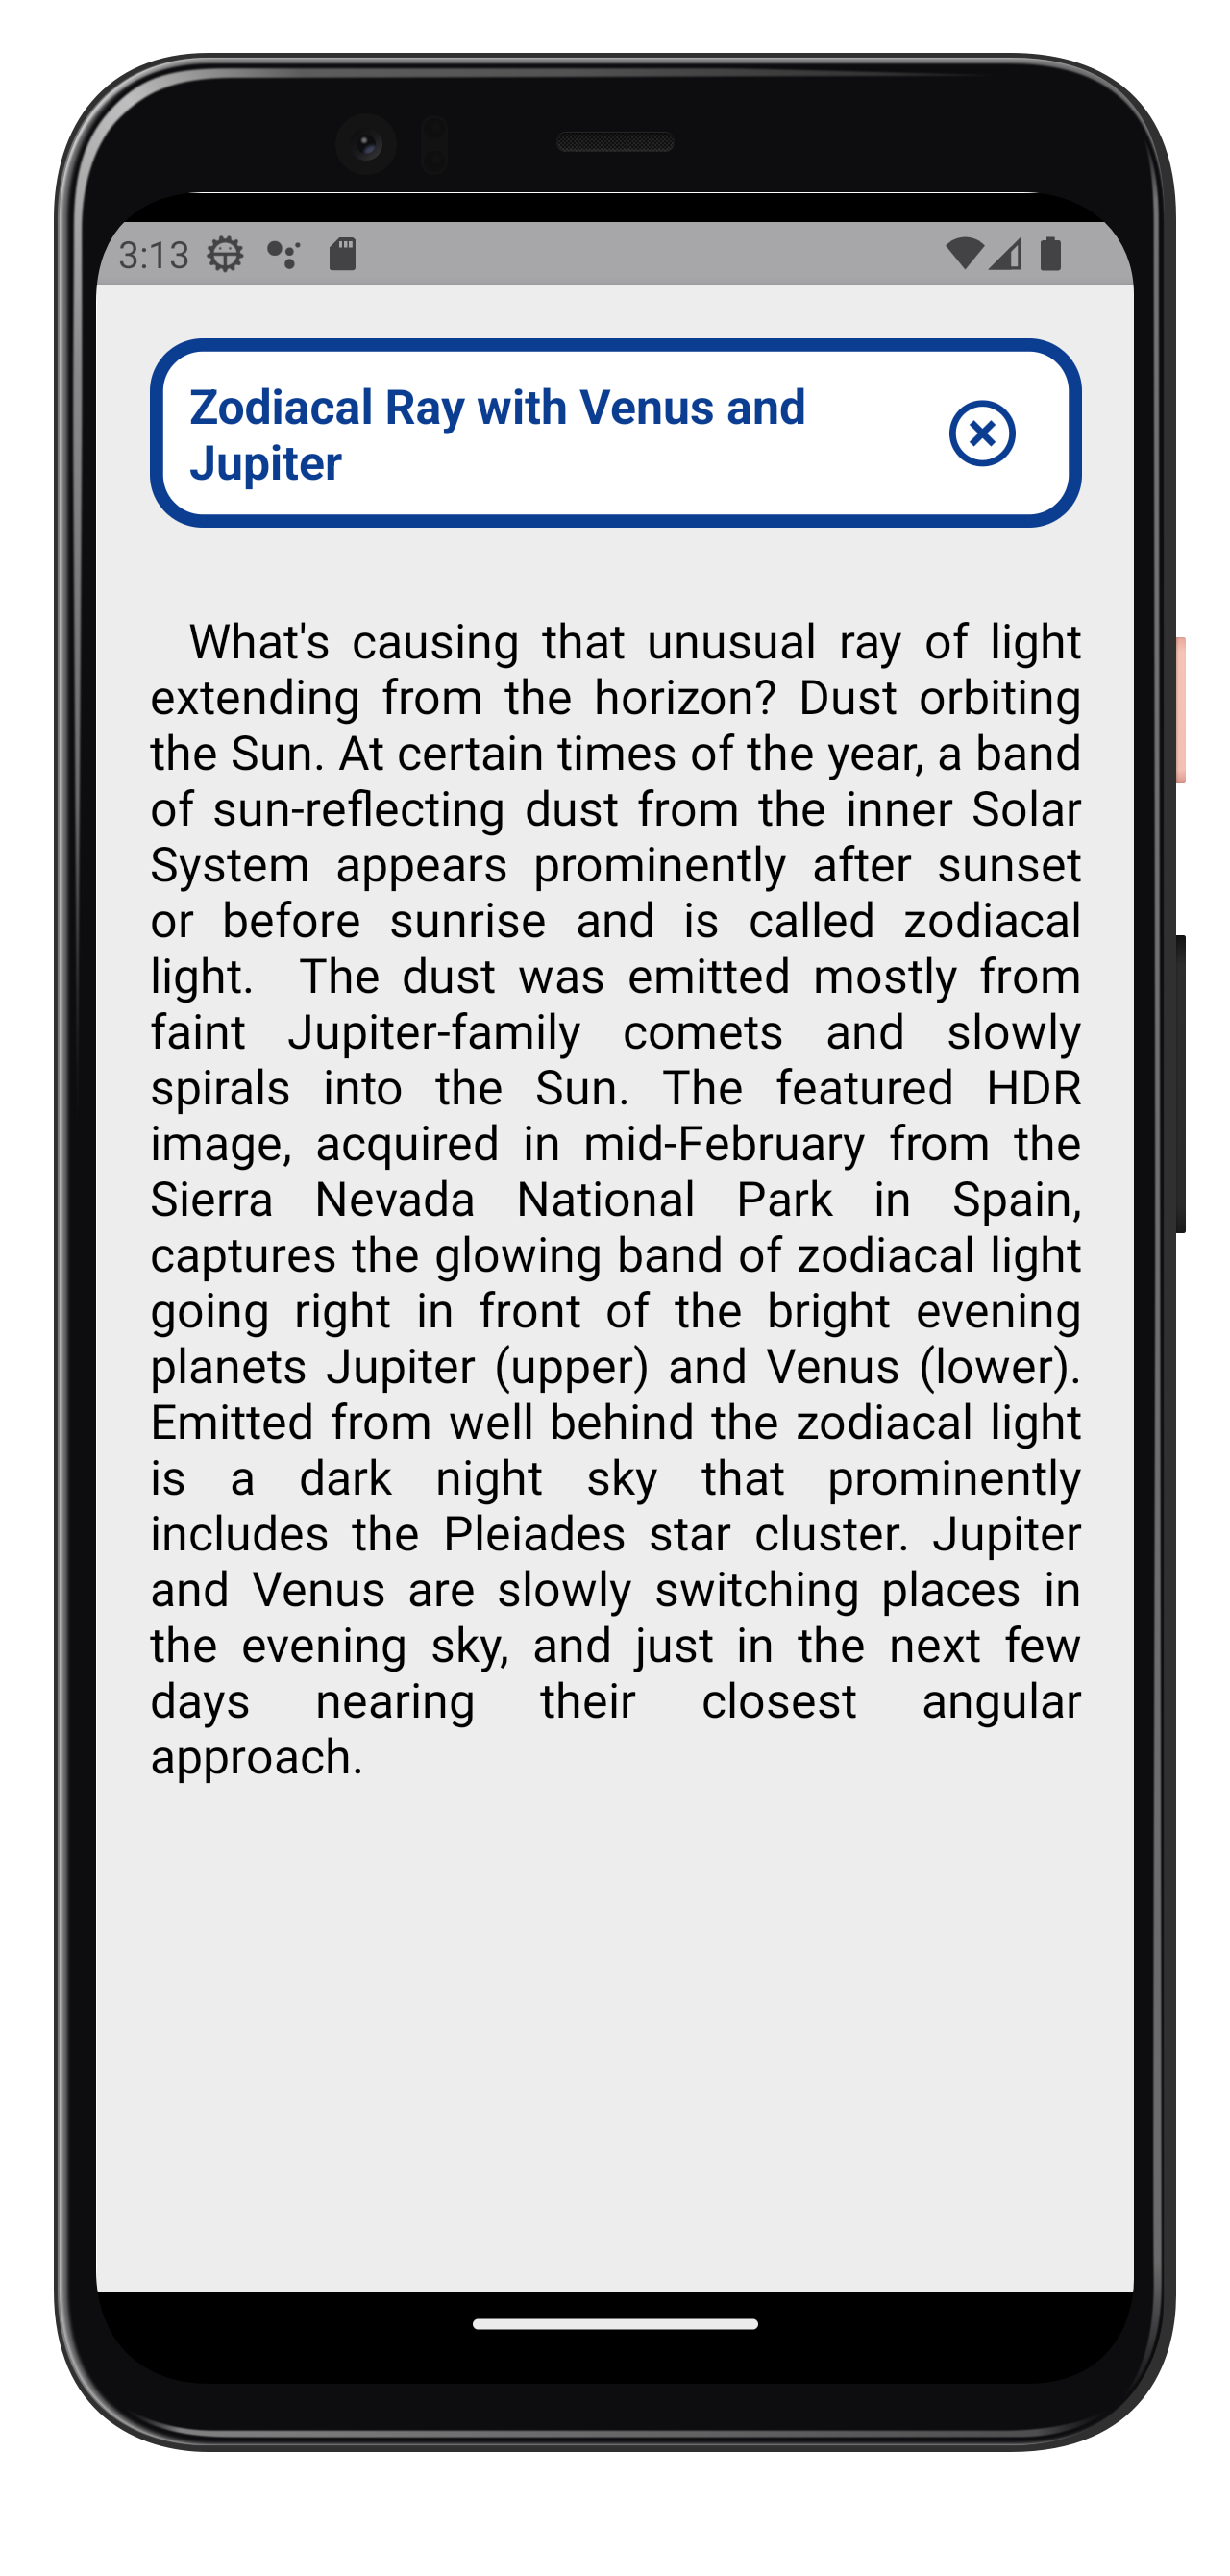 3:13
Zodiacal Ray with Venus and
Jupiter
What's causing that unusual ray of light
extending from the horizon? Dust orbiting
the Sun. At certain times of the year, a band
of sun-reflecting dust from the inner Solar
System appears prominently after sunset
or before sunrise and is called zodiacal
light.  The dust was emitted mostly from
faint Jupiter-family comets and slowly
spirals into the Sun. The featured HDR
image, acquired in mid-February from the
Sierra Nevada National Park in Spain,
captures the glowing band of zodiacal light
going right in front of the bright evening
planets Jupiter (upper) and Venus (lower).
Emitted from well behind the zodiacal light
is a dark night sky that prominently
includes the Pleiades star cluster. Jupiter
and Venus are slowly switching places in
the evening sky, and just in the next few
days nearing their closest angular
approach.